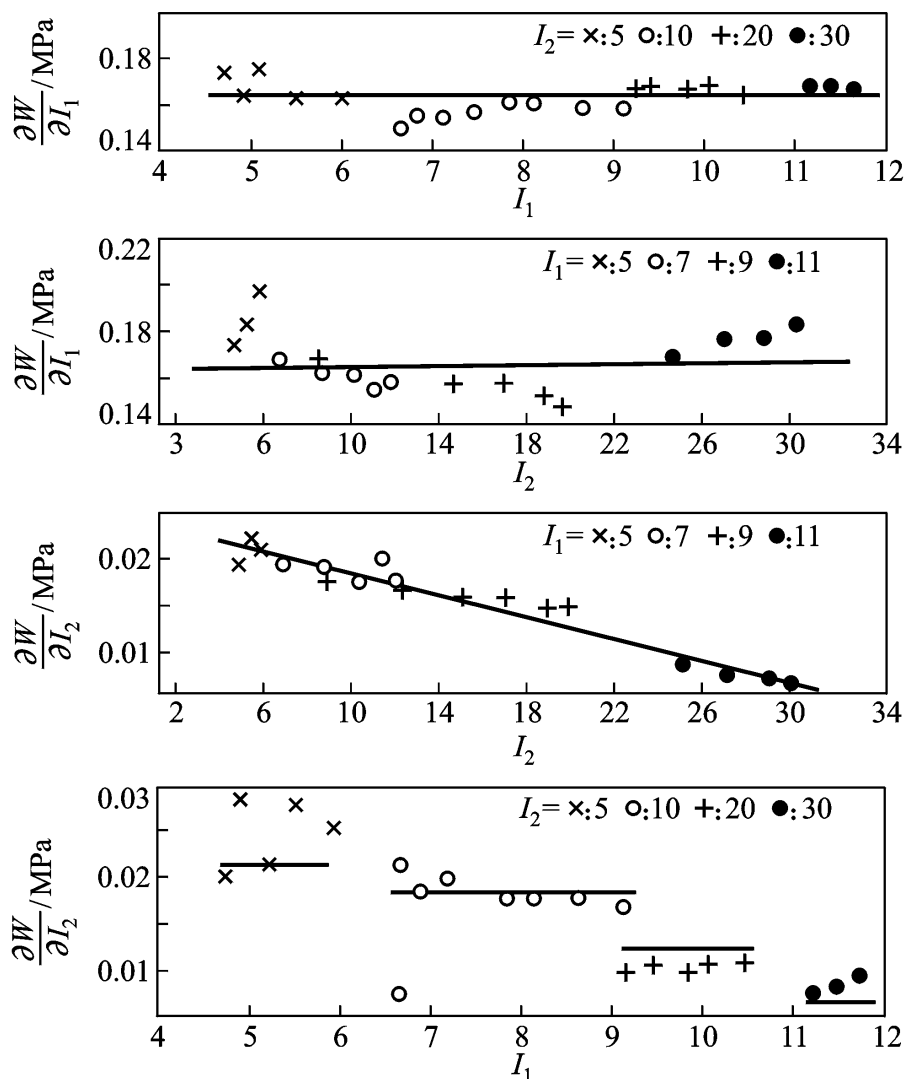 ∂W/∂I₁ /MPa
I₂= ×:5 ○:10 +:20 ●:30
0.18
0.14
4 5 6 7 8 9 10 11 12
I₁
∂W/∂I₁ /MPa
I₁= ×:5 ○:7 +:9 ●:11
0.22
0.18
0.14
3 6 10 14 18 22 26 30 34
I₂
∂W/∂I₂ /MPa
I₁= ×:5 ○:7 +:9 ●:11
0.02
0.01
2 6 10 14 18 22 26 30 34
I₂
∂W/∂I₂ /MPa
I₂= ×:5 ○:10 +:20 ●:30
0.03
0.02
0.01
4 5 6 7 8 9 10 11 12
I₁